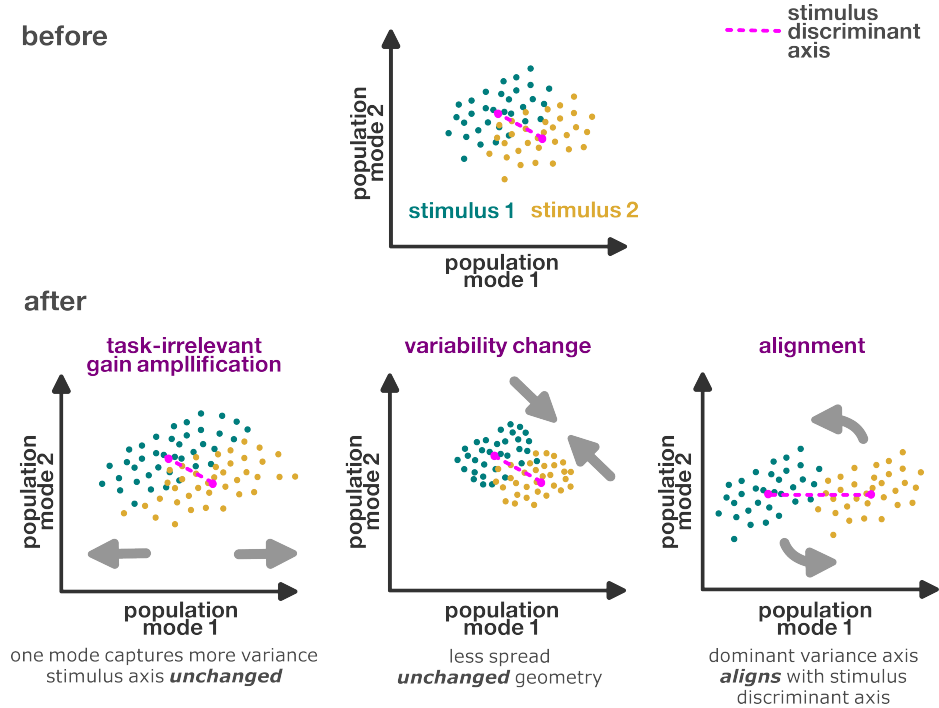 before
stimulus
discriminant
axis
population
mode 2
stimulus 1
stimulus 2
population
mode 1
after
task-irrelevant
gain ampllification
population
mode 2
population
mode 1
one mode captures more variance
stimulus axis unchanged
variability change
population
mode 2
population
mode 1
less spread
unchanged geometry
alignment
population
mode 2
population
mode 1
dominant variance axis
aligns with stimulus
discriminant axis